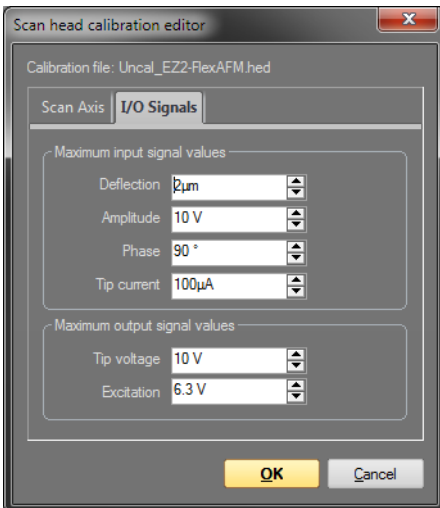 Scan head calibration editor
Calibration file: Uncal_EZ2-FlexAFM.hed
Scan Axis I/O Signals
Maximum input signal values
Deflection 2µm
Amplitude 10 V
Phase 90 °
Tip current 100µA
Maximum output signal values
Tip voltage 10 V
Excitation 6.3 V
OK Cancel